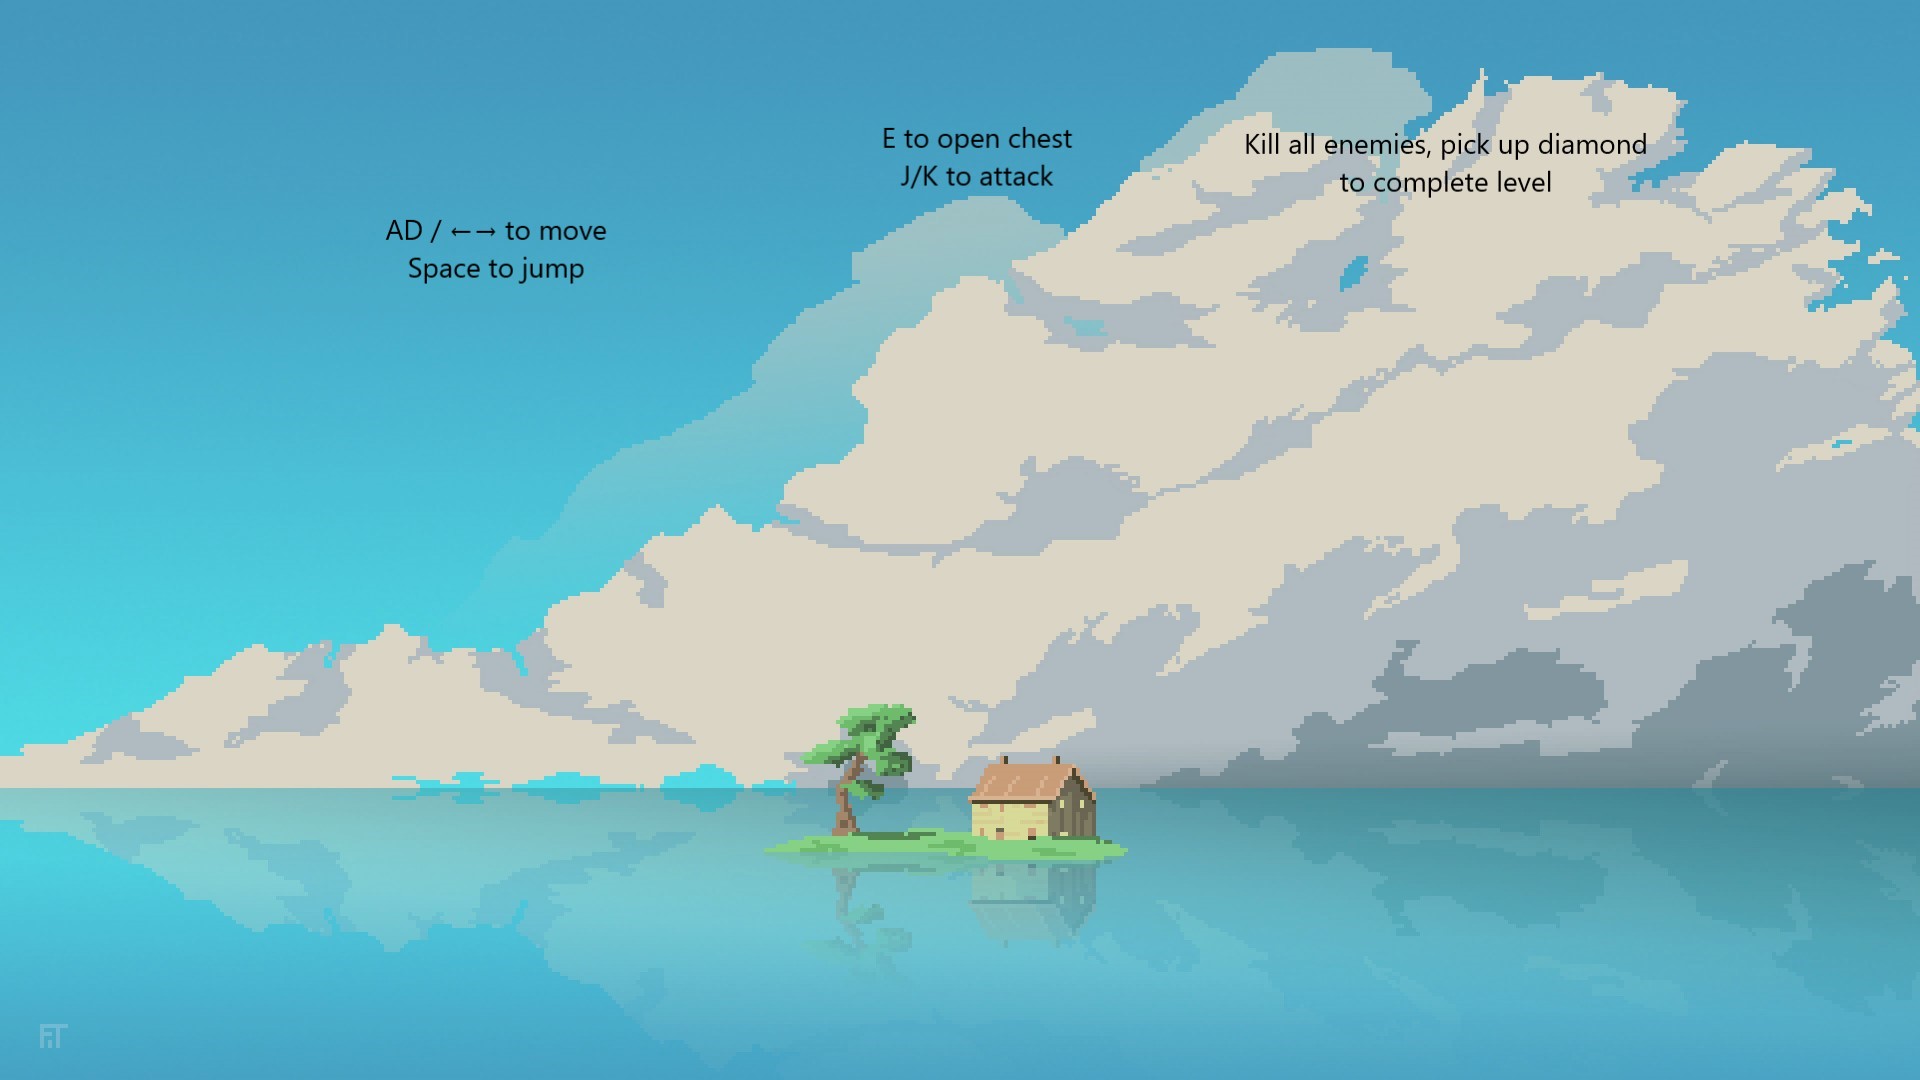 AD / ←→ to move
Space to jump
E to open chest
J/K to attack
Kill all enemies, pick up diamond
to complete level
FiT